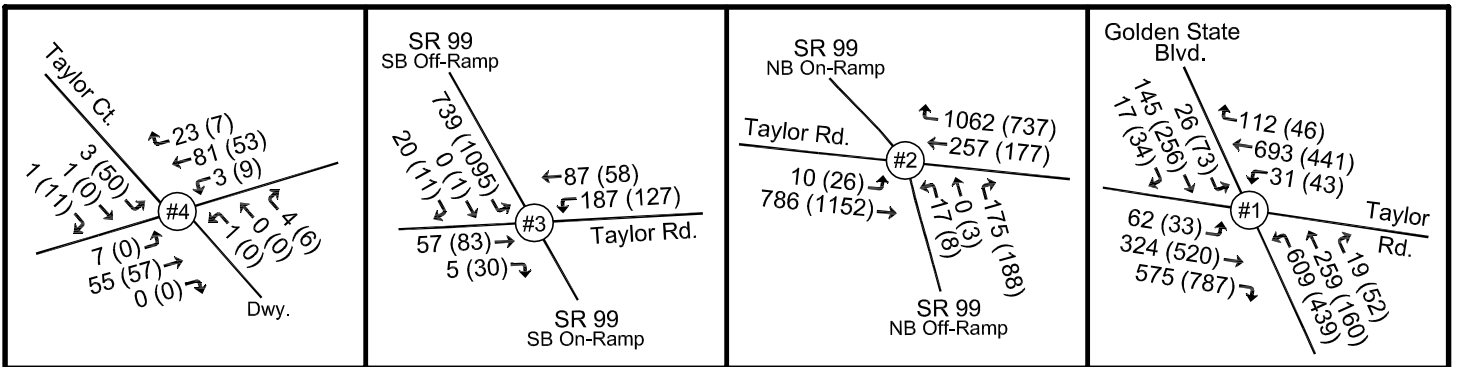 Taylor Ct.
23 (7)
81 (53)
3 (9)
3 (50)
1 (0)
1 (11)
#4
7 (0)
55 (57)
0 (0)
1 (0)
0 (0)
4 (6)
Dwy.
SR 99
SB Off-Ramp
739 (1095)
0 (1)
20 (11)
87 (58)
187 (127)
#3
57 (83)
5 (30)
Taylor Rd.
SR 99
SB On-Ramp
SR 99
NB On-Ramp
Taylor Rd.
1062 (737)
257 (177)
#2
10 (26)
786 (1152)
17 (8)
0 (3)
175 (188)
SR 99
NB Off-Ramp
Golden State
Blvd.
26 (73)
145 (256)
17 (34)
112 (46)
693 (441)
31 (43)
#1
62 (33)
324 (520)
575 (787)
Taylor
Rd.
609 (439)
259 (160)
19 (52)